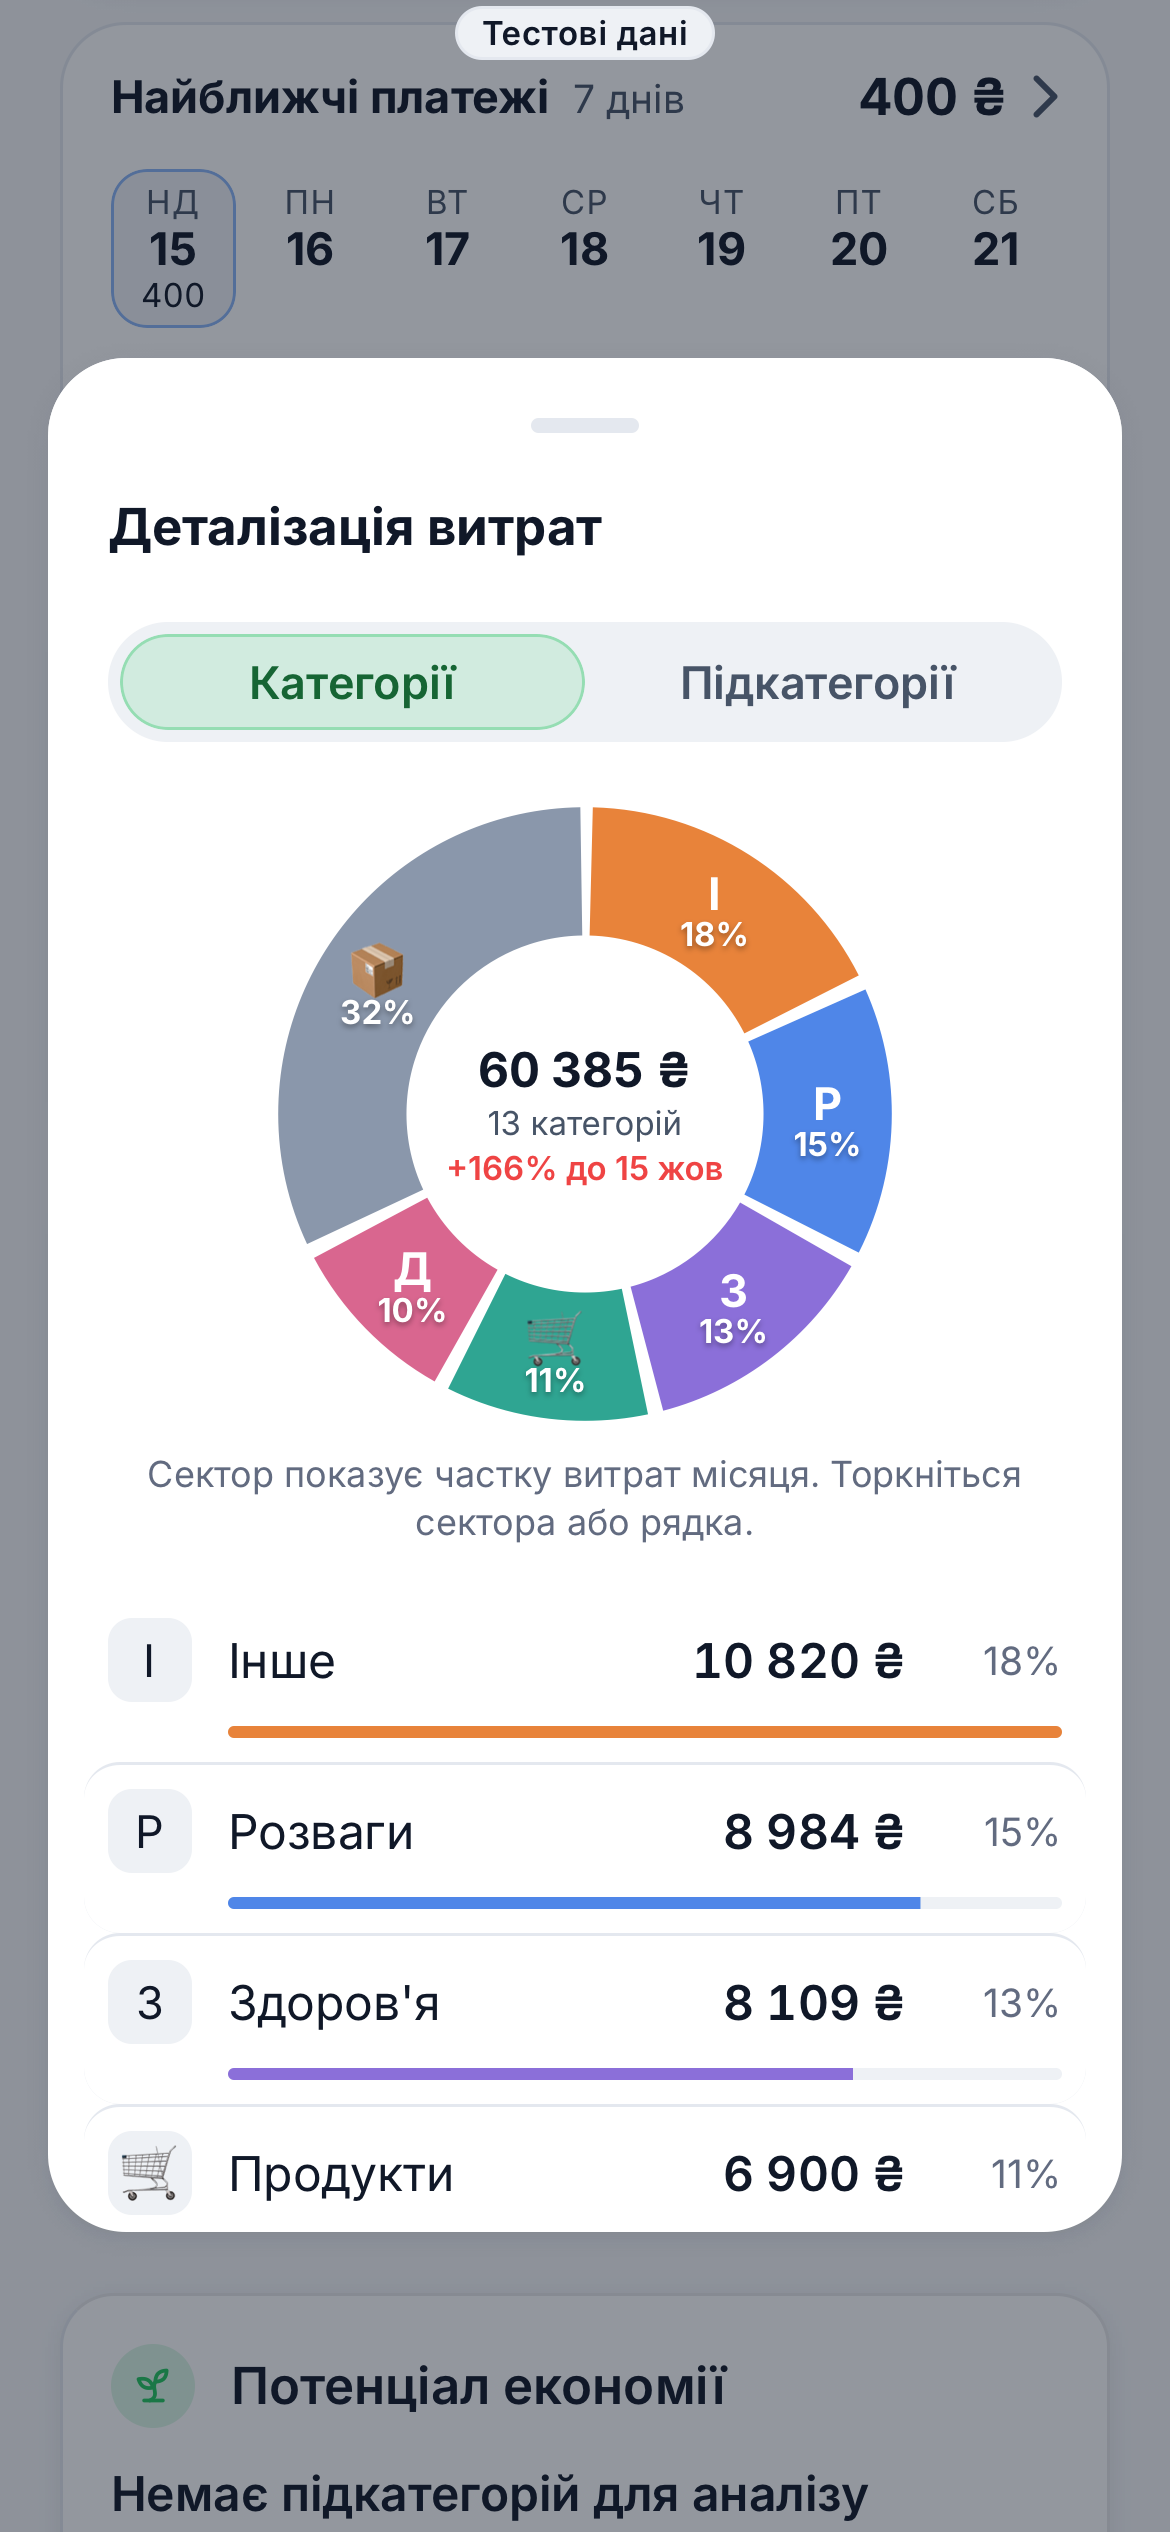 Тестові дані
Найближчі платежі 7 днів 400 ₴
НД ПН ВТ СР ЧТ ПТ СБ
15 16 17 18 19 20 21
400
Деталізація витрат
Категорії Підкатегорії
І
18%
32%
Р
15%
60 385 ₴
13 категорій
+166% до 15 жов
Д
10%
З
13%
11%
Сектор показує частку витрат місяця. Торкніться
сектора або рядка.
І Інше 10 820 ₴ 18%
Р Розваги 8 984 ₴ 15%
З Здоров'я 8 109 ₴ 13%
Продукти 6 900 ₴ 11%
Потенціал економії
Немає підкатегорій для аналізу